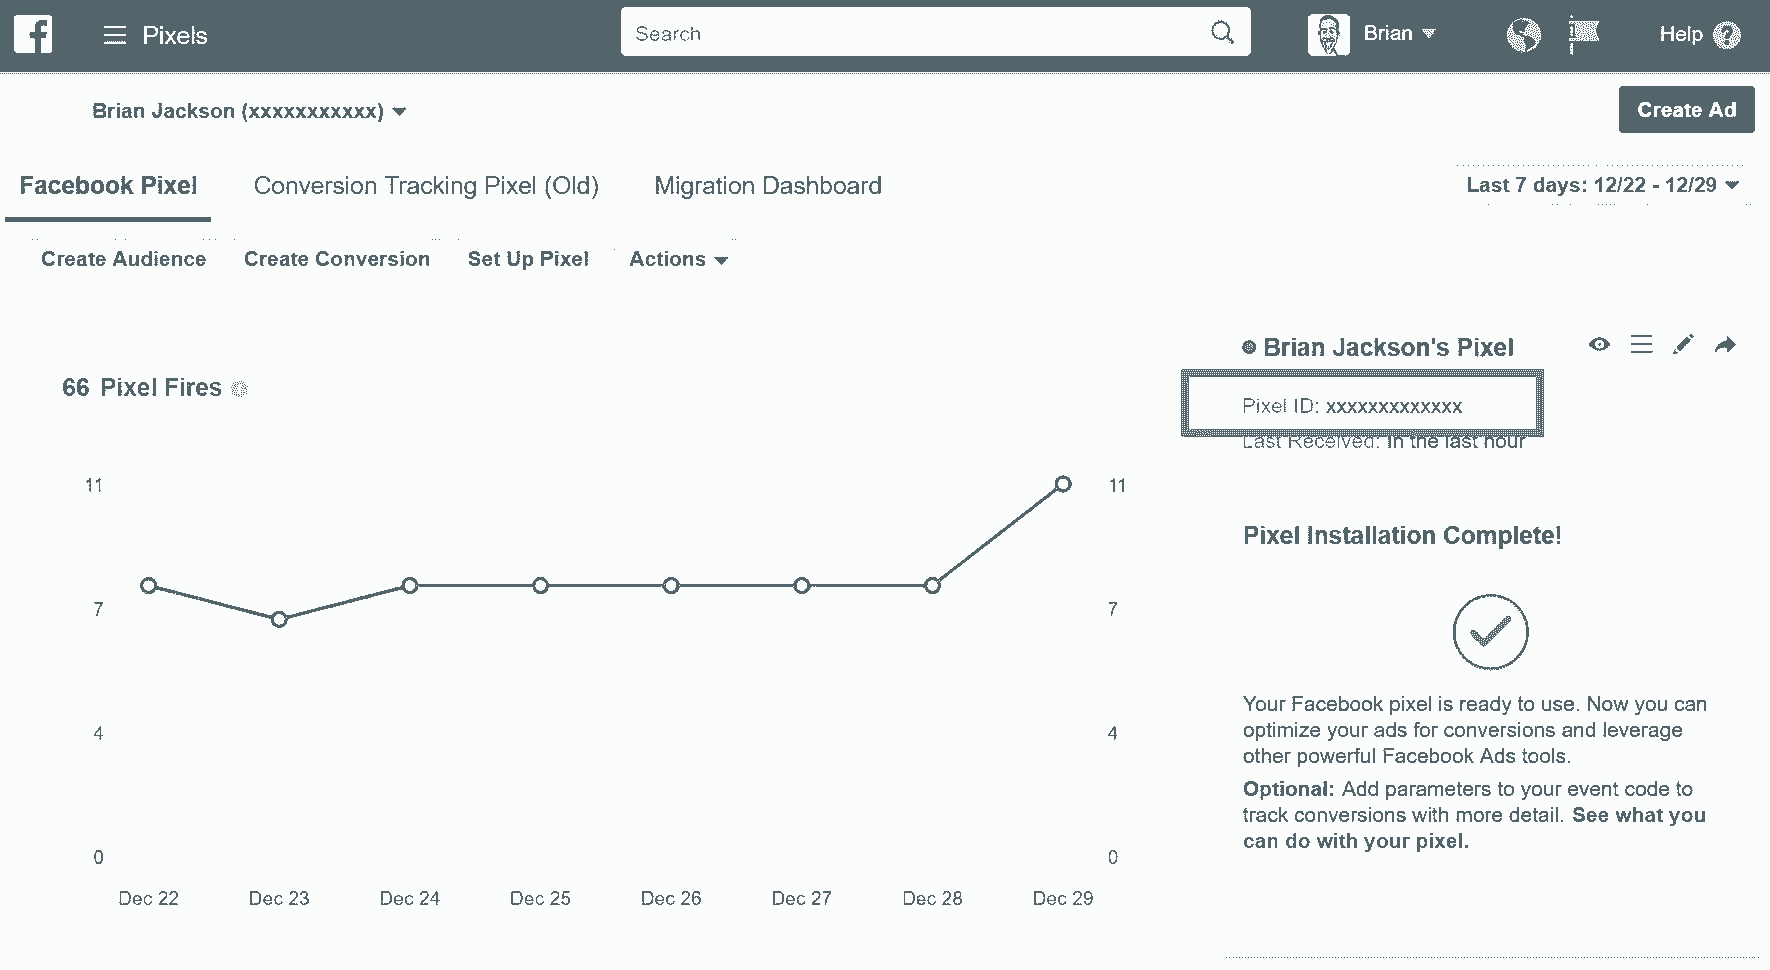 Pixels
Search
Brian
Help
Brian Jackson (xxxxxxxxxxx)
Create Ad
Facebook Pixel
Conversion Tracking Pixel (Old)
Migration Dashboard
Last 7 days: 12/22 - 12/29
Create Audience
Create Conversion
Set Up Pixel
Actions
66 Pixel Fires
11
7
4
0
11
7
4
0
Dec 22
Dec 23
Dec 24
Dec 25
Dec 26
Dec 27
Dec 28
Dec 29
Brian Jackson's Pixel
Pixel ID: xxxxxxxxxxxxx
Last Received: In the last hour
Pixel Installation Complete!
Your Facebook pixel is ready to use. Now you can
optimize your ads for conversions and leverage
other powerful Facebook Ads tools.
Optional: Add parameters to your event code to
track conversions with more detail. See what you
can do with your pixel.